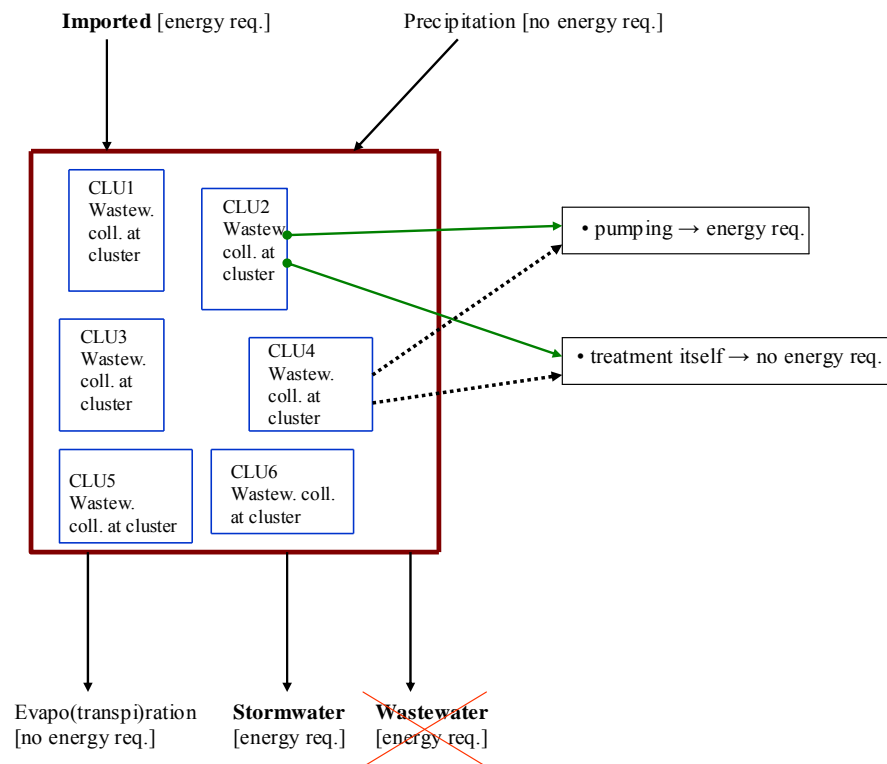 Imported [energy req.]
Precipitation [no energy req.]
CLU1
Wastew.
coll. at
cluster
CLU2
Wastew.
coll. at
cluster
• pumping → energy req.
CLU3
Wastew.
coll. at
cluster
CLU4
Wastew.
coll. at
cluster
• treatment itself → no energy req.
CLU5
Wastew.
coll. at cluster
CLU6
Wastew. coll.
at cluster
Evapo(transpi)ration
[no energy req.]
Stormwater
[energy req.]
Wastewater
[energy req.]